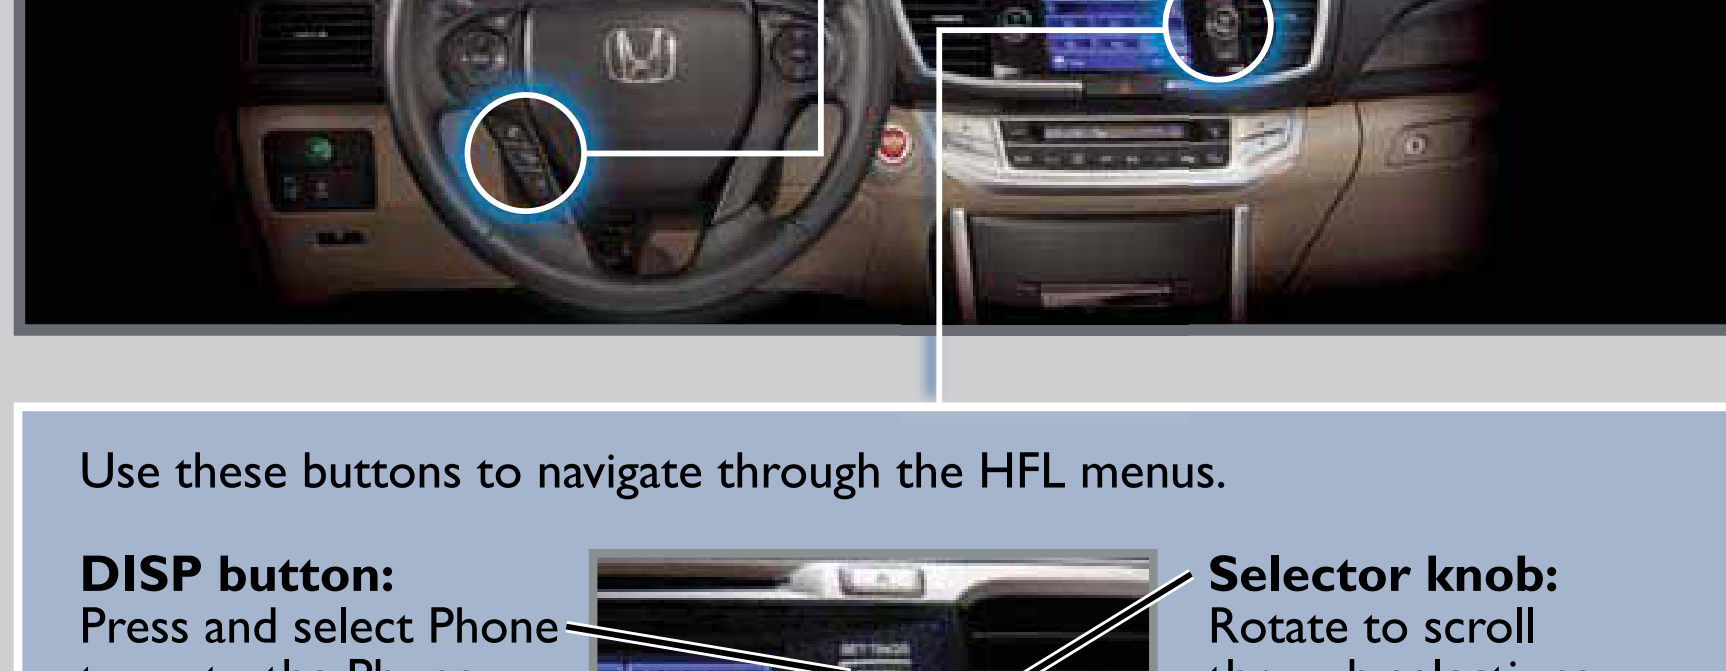 Use these buttons to navigate through the HFL menus.
DISP button:
Press and select Phone
Selector knob:
Rotate to scroll
SETTINGS